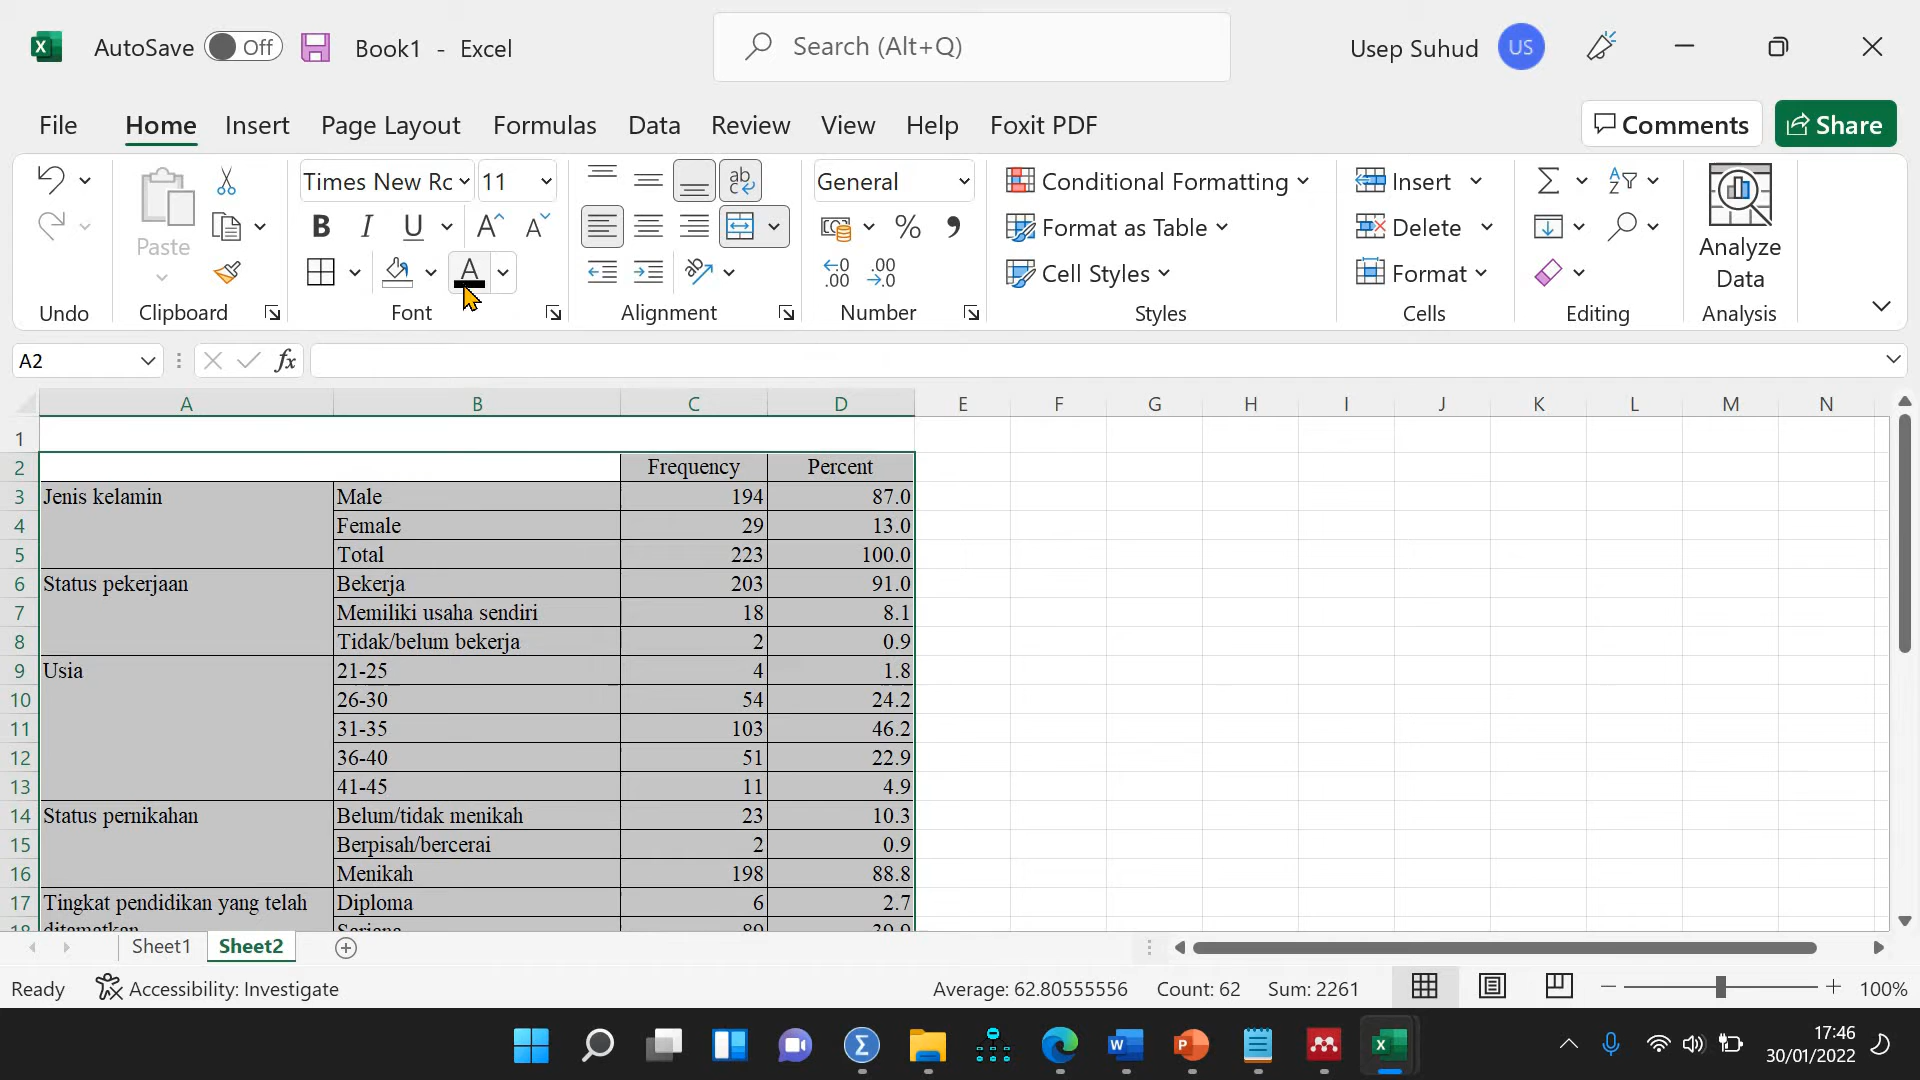 AutoSave Off Book1 - Excel Search (Alt+Q) Usep Suhud US
File Home Insert Page Layout Formulas Data Review View Help Foxit PDF Comments Share
Times New Rc 11 General Conditional Formatting Insert
Paste B I U Format as Table Delete Analyze Data
Cell Styles Format
Undo Clipboard Font Alignment Number Styles Cells Editing Analysis
A2 fx
A B C D E F G H I J K L M N
1
2 Frequency Percent
3 Jenis kelamin Male 194 87.0
4 Female 29 13.0
5 Total 223 100.0
6 Status pekerjaan Bekerja 203 91.0
7 Memiliki usaha sendiri 18 8.1
8 Tidak/belum bekerja 2 0.9
9 Usia 21-25 4 1.8
10 26-30 54 24.2
11 31-35 103 46.2
12 36-40 51 22.9
13 41-45 11 4.9
14 Status pernikahan Belum/tidak menikah 23 10.3
15 Berpisah/bercerai 2 0.9
16 Menikah 198 88.8
17 Tingkat pendidikan yang telah Diploma 6 2.7
18 ditamatkan Sarjana 89 39.9
Sheet1 Sheet2
Ready Accessibility: Investigate Average: 62.80555556 Count: 62 Sum: 2261 100%
17:46
30/01/2022